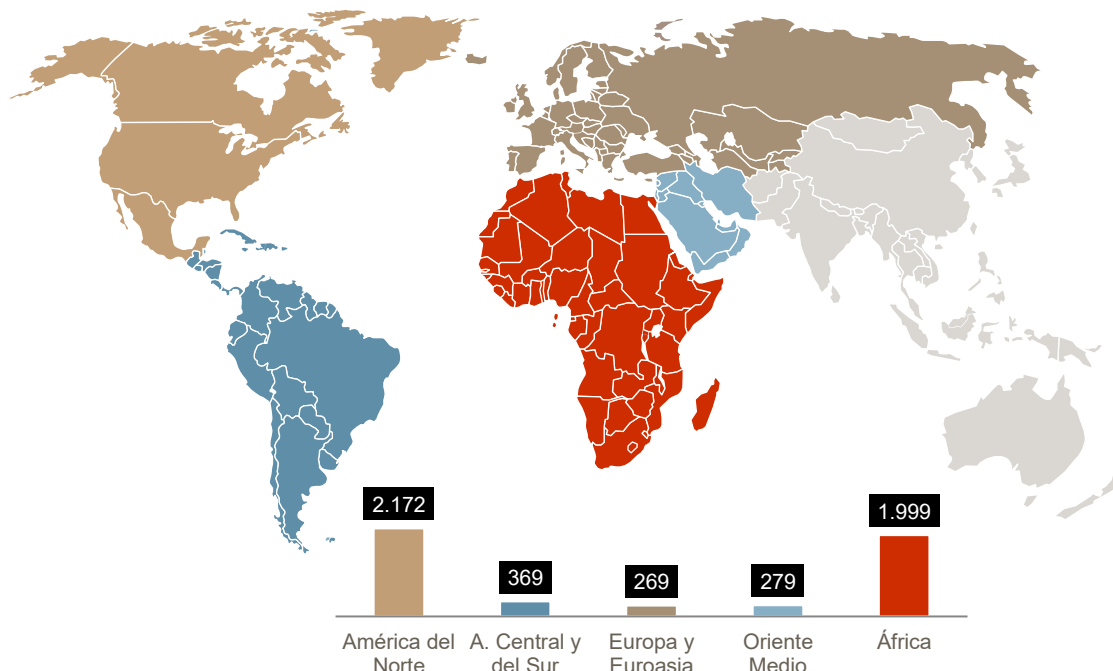 2.172
369
269
279
1.999
América del
Norte
A. Central y
del Sur
Europa y
Euroasia
Oriente
Medio
África